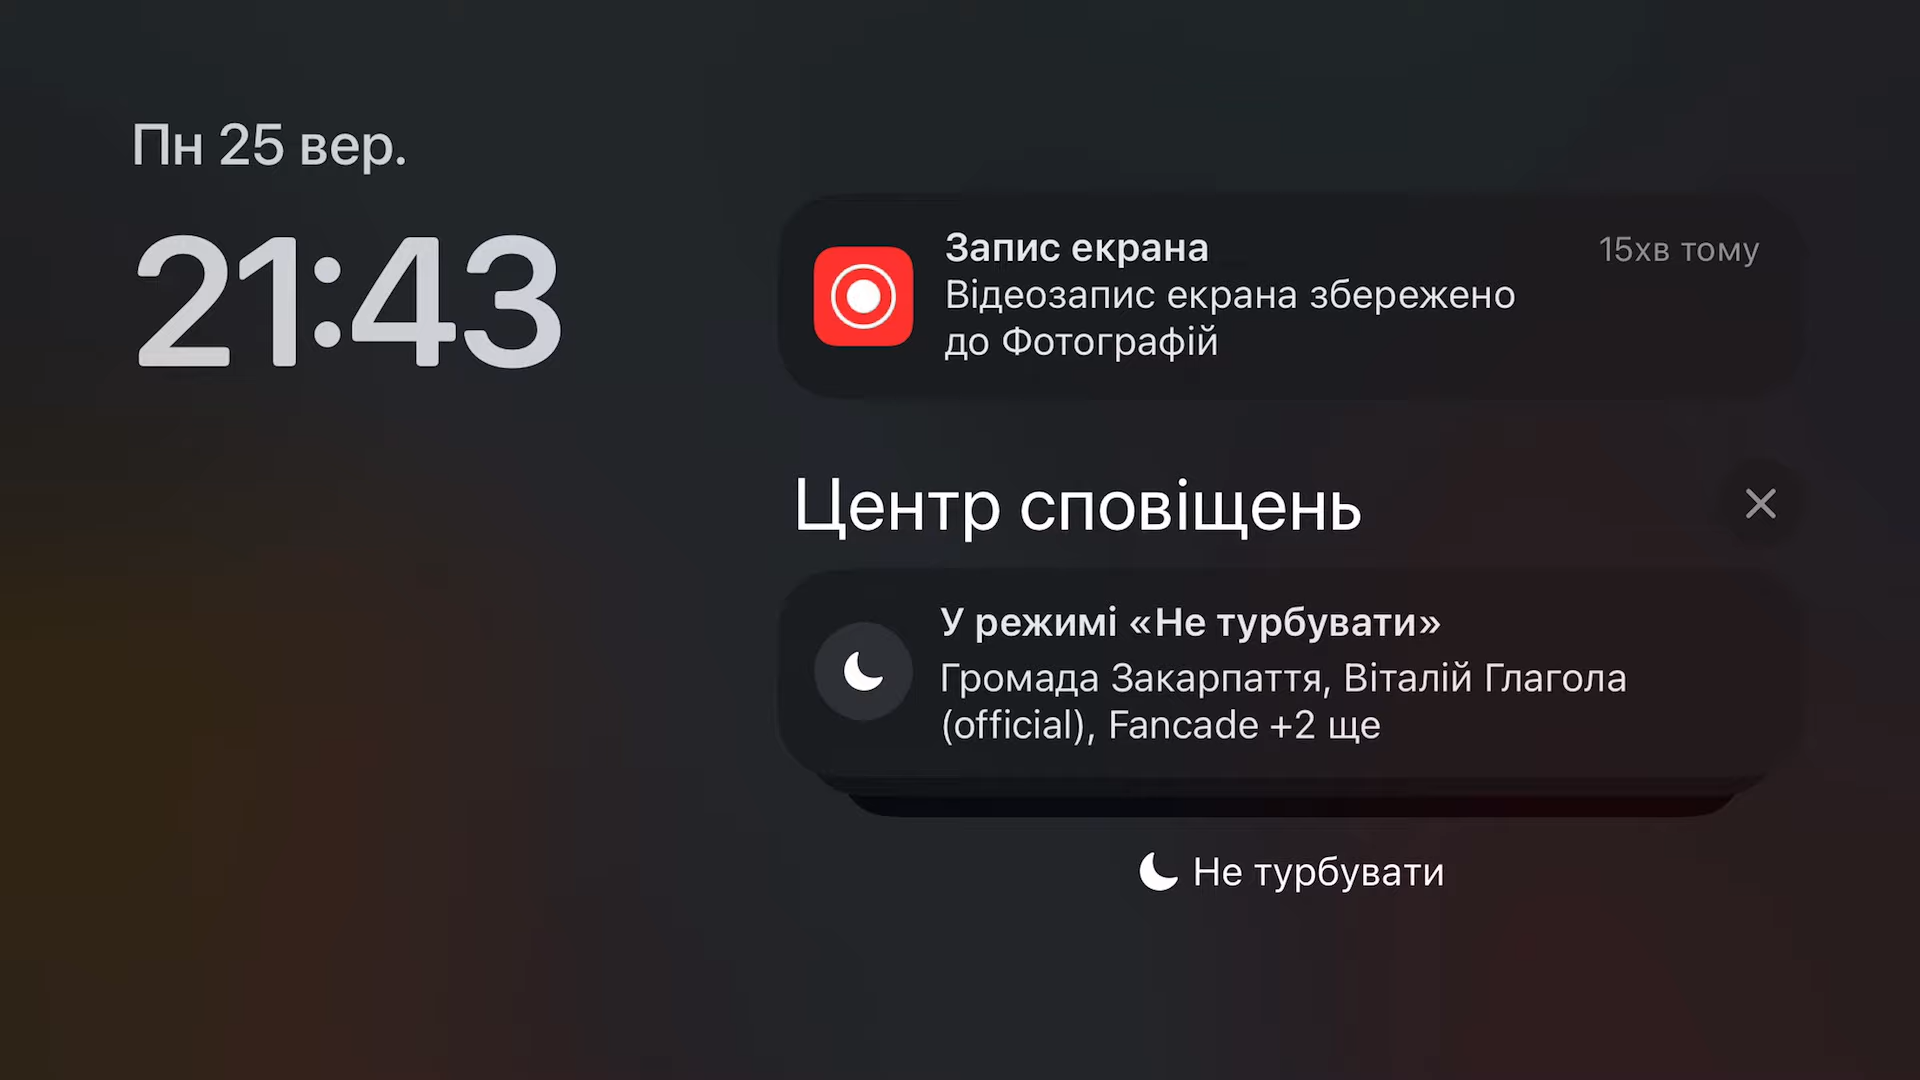 Пн 25 вер.
21:43
Запис екрана
15хв тому
Відеозапис екрана збережено
до Фотографій
Центр сповіщень
У режимі «Не турбувати»
Громада Закарпаття, Віталій Глагола
(official), Fancade +2 ще
Не турбувати